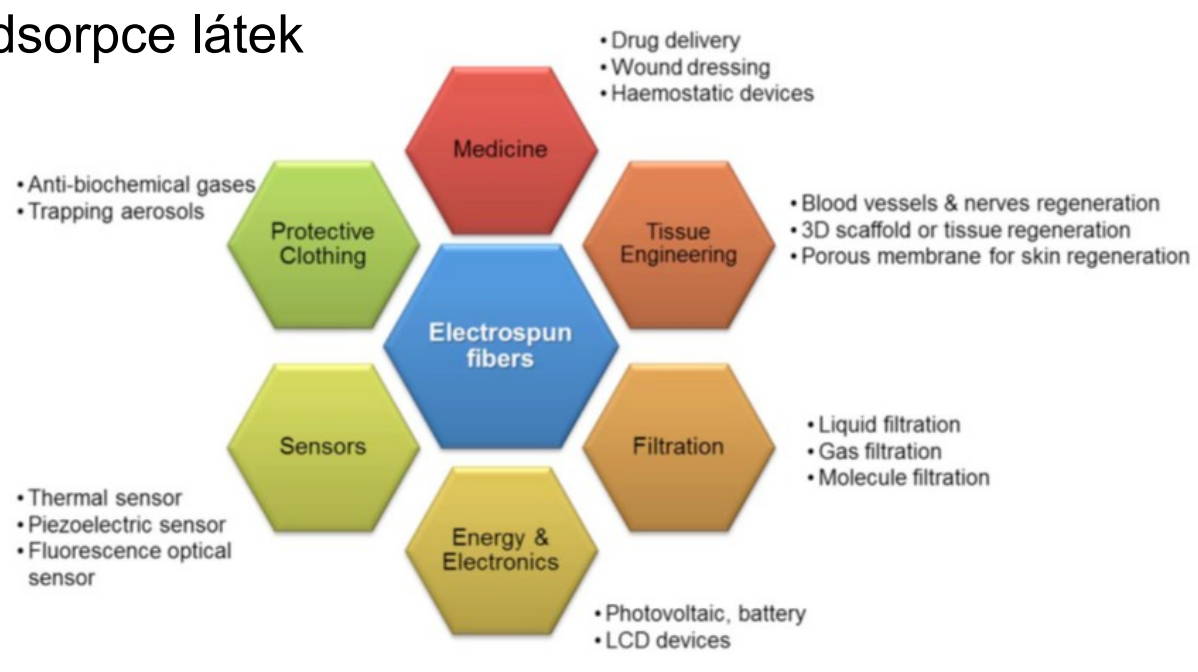 dsorpce látek
• Drug delivery
• Wound dressing
• Haemostatic devices
Medicine
• Anti-biochemical gases
• Trapping aerosols
Protective
Clothing
Tissue
Engineering
• Blood vessels & nerves regeneration
• 3D scaffold or tissue regeneration
• Porous membrane for skin regeneration
Electrospun
fibers
Sensors
• Thermal sensor
• Piezoelectric sensor
• Fluorescence optical
sensor
Filtration
• Liquid filtration
• Gas filtration
• Molecule filtration
Energy &
Electronics
• Photovoltaic, battery
• LCD devices